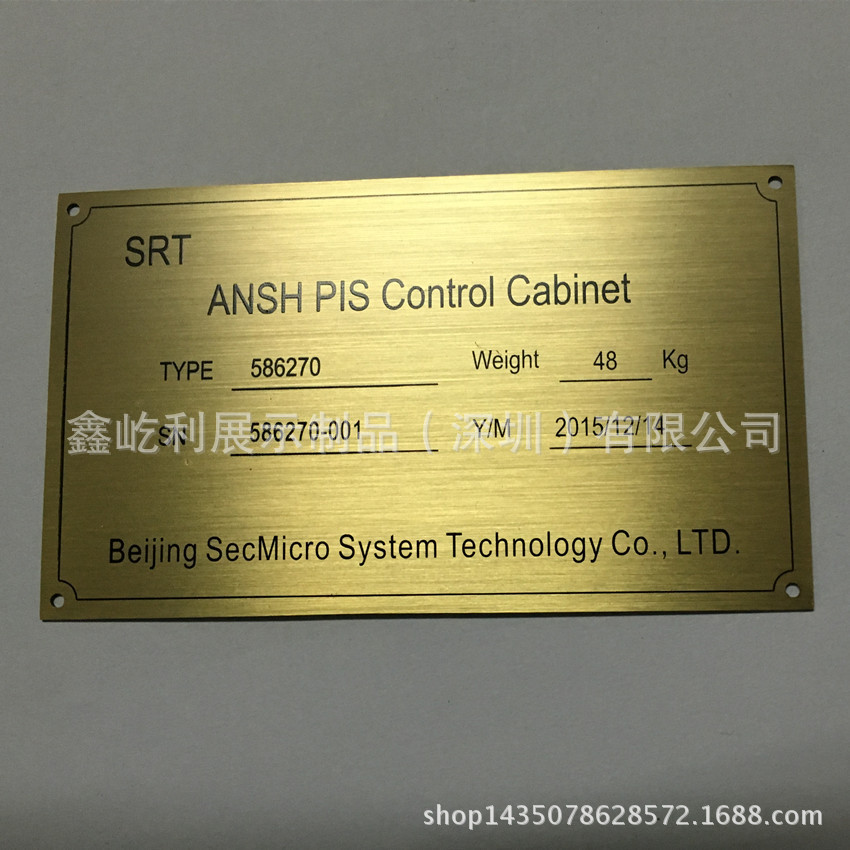 SRT
ANSH PIS Control Cabinet
TYPE 586270 Weight 48 Kg
SN 586270-001 Y/M 2015/12/14
鑫屹利展示制品（深圳）有限公司
Beijing SecMicro System Technology Co., LTD.
shop1435078628572.1688.com